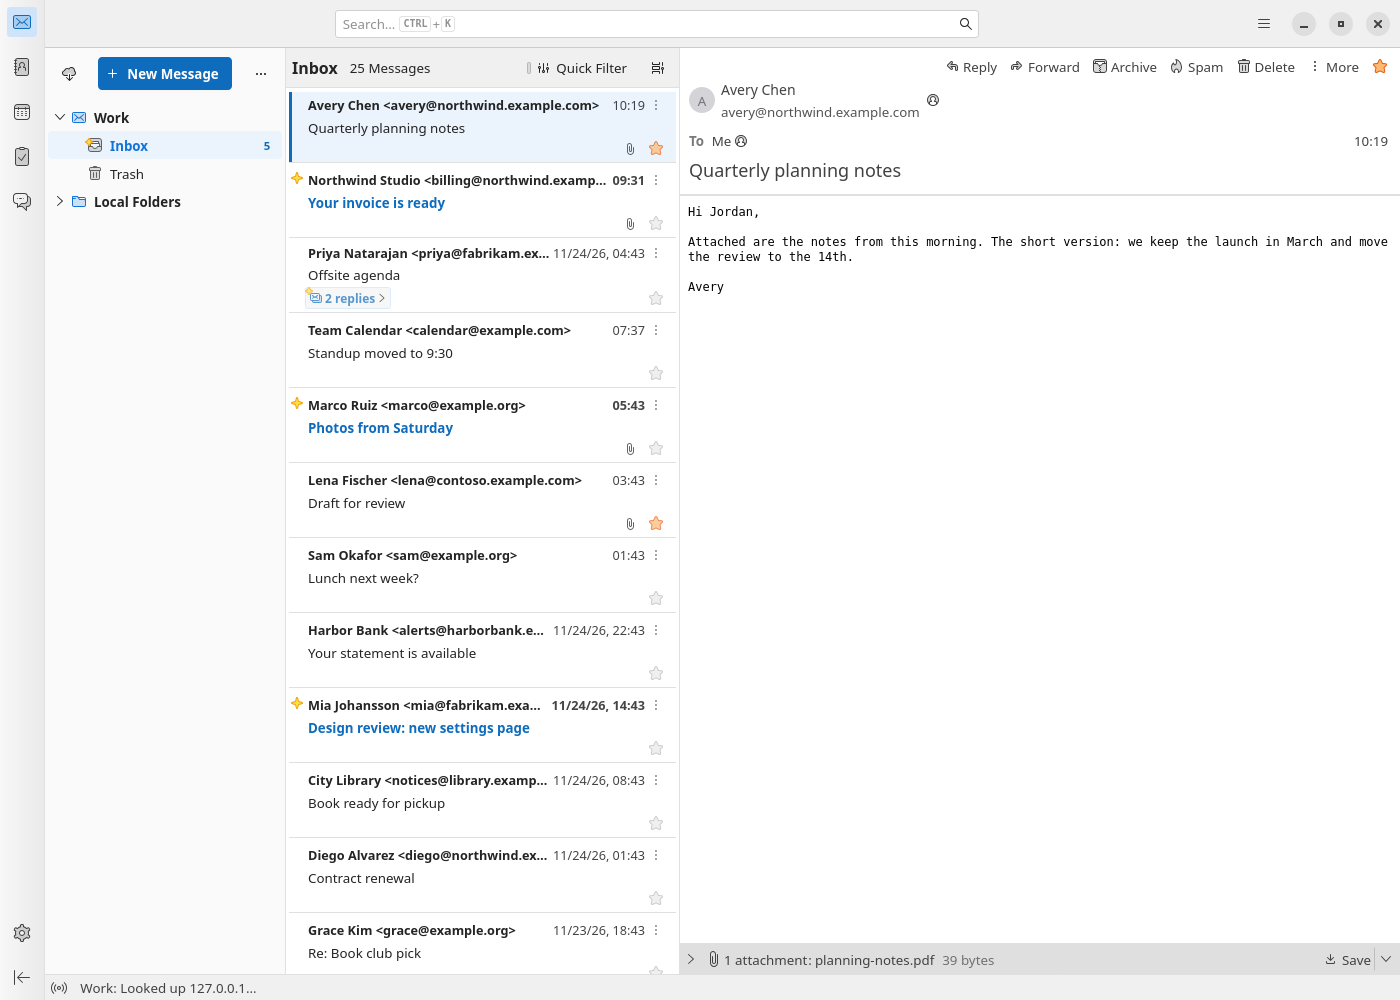 Search... CTRL + K
New Message
Work
Inbox 5
Trash
Local Folders
Inbox 25 Messages Quick Filter
Avery Chen <avery@northwind.example.com> 10:19
Quarterly planning notes
Northwind Studio <billing@northwind.examp... 09:31
Your invoice is ready
Priya Natarajan <priya@fabrikam.ex... 11/24/26, 04:43
Offsite agenda
2 replies
Team Calendar <calendar@example.com> 07:37
Standup moved to 9:30
Marco Ruiz <marco@example.org> 05:43
Photos from Saturday
Lena Fischer <lena@contoso.example.com> 03:43
Draft for review
Sam Okafor <sam@example.org> 01:43
Lunch next week?
Harbor Bank <alerts@harborbank.e... 11/24/26, 22:43
Your statement is available
Mia Johansson <mia@fabrikam.exa... 11/24/26, 14:43
Design review: new settings page
City Library <notices@library.examp... 11/24/26, 08:43
Book ready for pickup
Diego Alvarez <diego@northwind.ex... 11/24/26, 01:43
Contract renewal
Grace Kim <grace@example.org> 11/23/26, 18:43
Re: Book club pick
Reply Forward Archive Spam Delete More
A
Avery Chen
avery@northwind.example.com
To Me 10:19
Quarterly planning notes
Hi Jordan,
Attached are the notes from this morning. The short version: we keep the launch in March and move
the review to the 14th.
Avery
1 attachment: planning-notes.pdf 39 bytes Save
Work: Looked up 127.0.0.1...